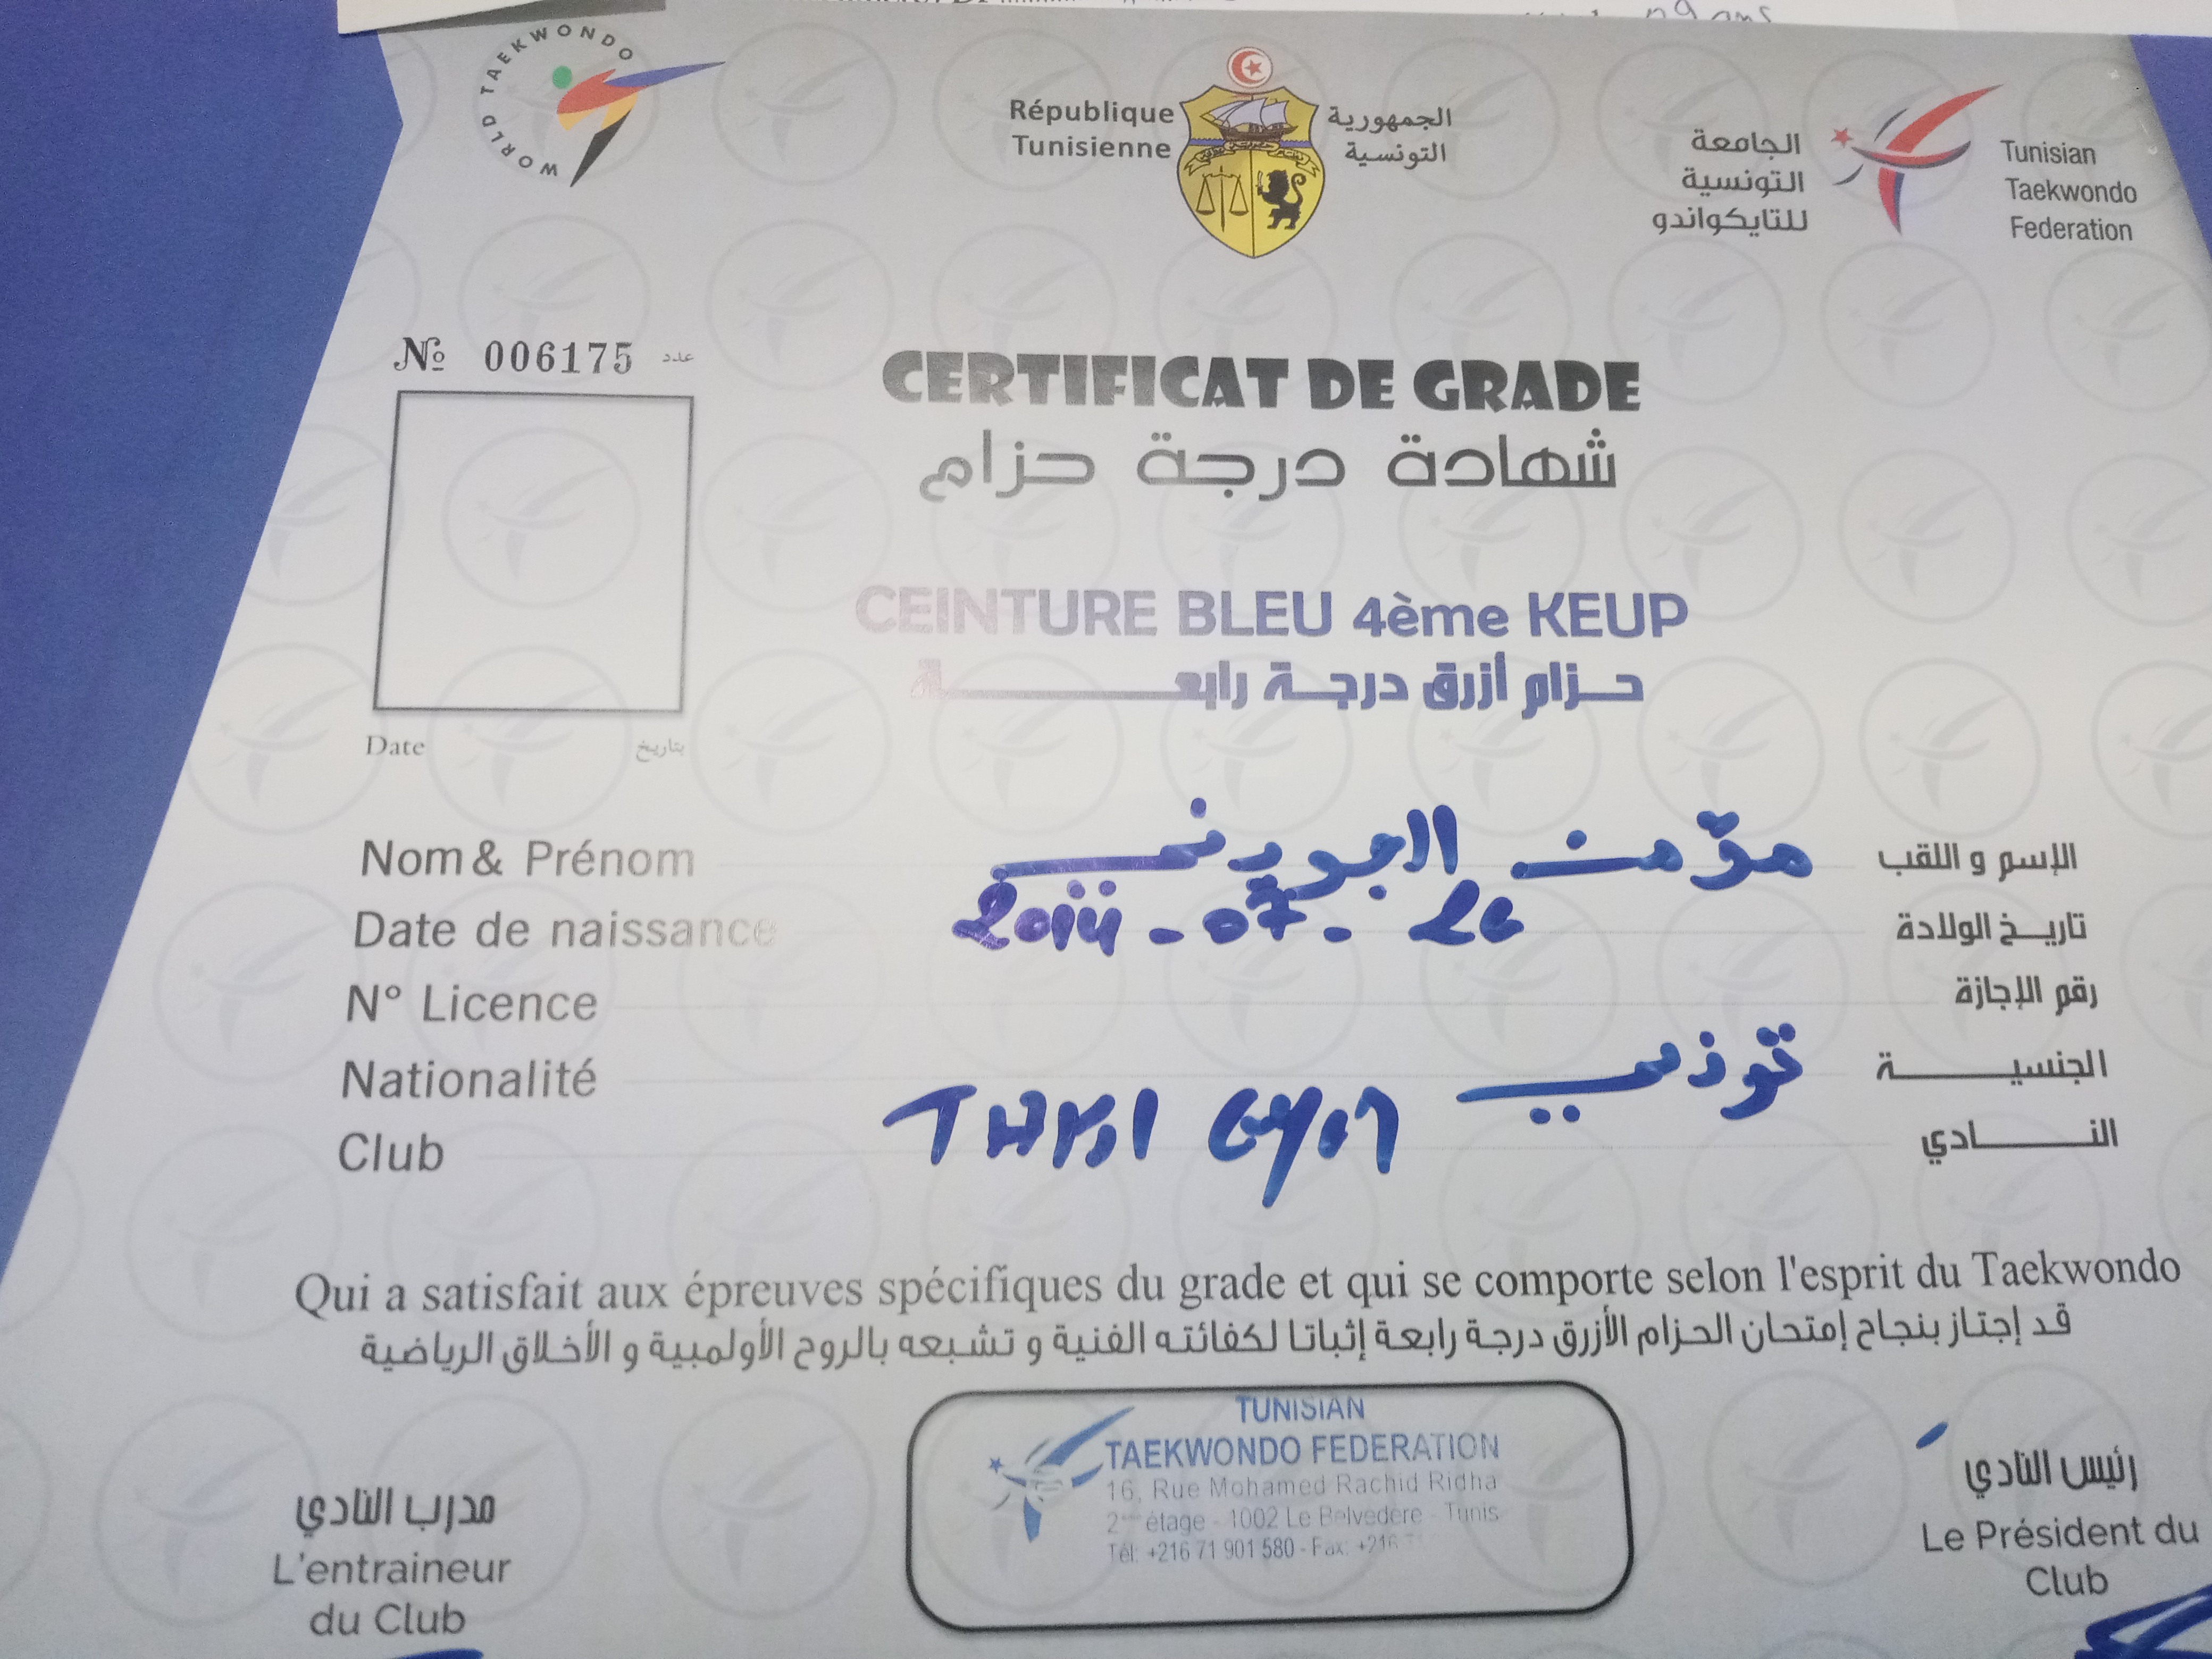 WORLD TAEKWONDO
République
Tunisienne
الجمهورية
التونسية
الجامعة
التونسية
للتايكواندو
Tunisian
Taekwondo
Federation
№ 006175 عدد
CERTIFICAT DE GRADE
شهادة درجة حزام
CEINTURE BLEU 4ème KEUP
حزام أزرق درجة رابعة
Date بتاريخ
Nom & Prénom مؤمن الإسم و اللقب
Date de naissance 2014-07-26 تاريخ الولادة
N° Licence رقم الإجازة
Nationalité تونسي الجنسية
Club النادي
Qui a satisfait aux épreuves spécifiques du grade et qui se comporte selon l'esprit du Taekwondo
قد إجتاز بنجاح إمتحان الحزام الأزرق درجة رابعة إثباتا لكفائته الفنية و تشبعه بالروح الأولمبية و الأخلاق الرياضية
TUNISIAN
TAEKWONDO FEDERATION
16, Rue Mohamed Rachid Ridha
2ème étage - 1002 Le Belvedere - Tunis
Tél: +216 71 901 580 - Fax: +216
مدرب النادي
L'entraineur
du Club
رئيس النادي
Le Président du
Club